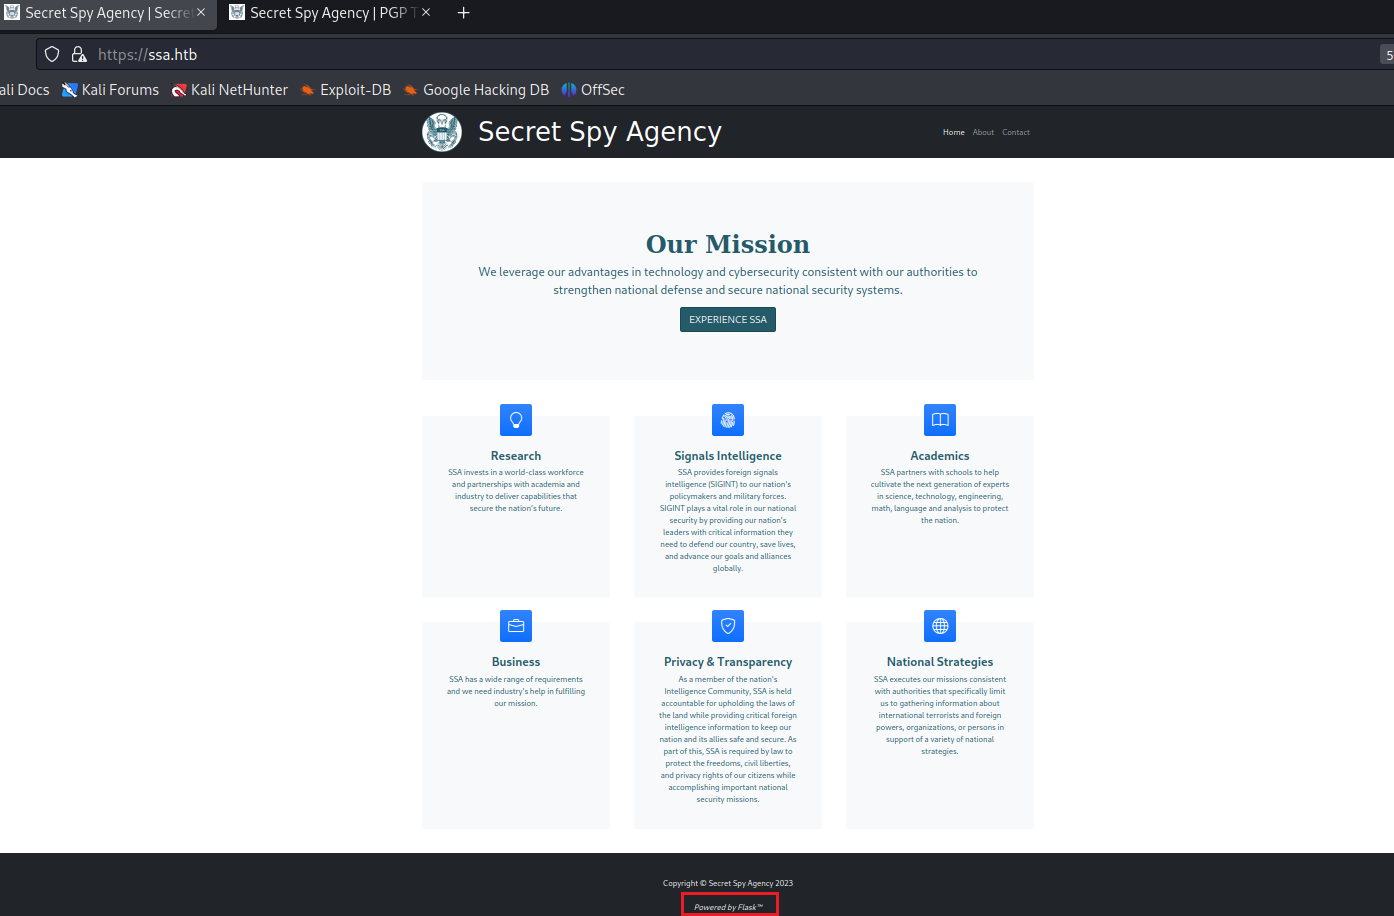 Secret Spy Agency | Secre
Secret Spy Agency | PGP T
https://ssa.htb
5
ali Docs
Kali Forums
Kali NetHunter
Exploit-DB
Google Hacking DB
OffSec
Secret Spy Agency
Home
About
Contact
Our Mission
We leverage our advantages in technology and cybersecurity consistent with our authorities to
strengthen national defense and secure national security systems.
EXPERIENCE SSA
Research
SSA invests in a world-class workforce
and partnerships with academia and
industry to deliver capabilities that
secure the nation's future.
Signals Intelligence
SSA provides foreign signals
intelligence (SIGINT) to our nation's
policymakers and military forces.
SIGINT plays a vital role in our national
security by providing our nation's
leaders with critical information they
need to defend our country, save lives,
and advance our goals and alliances
globally.
Academics
SSA partners with schools to help
cultivate the next generation of experts
in science, technology, engineering,
math, language and analysis to protect
the nation.
Business
SSA has a wide range of requirements
and we need industry's help in fulfilling
our mission.
Privacy & Transparency
As a member of the nation's
Intelligence Community, SSA is held
accountable for upholding the laws of
the land while providing critical foreign
intelligence information to keep our
nation and its allies safe and secure. As
part of this, SSA is required by law to
protect the freedoms, civil liberties,
and privacy rights of our citizens while
accomplishing important national
security missions.
National Strategies
SSA executes our missions consistent
with authorities that specifically limit
us to gathering information about
international terrorists and foreign
powers, organizations, or persons in
support of a variety of national
strategies.
Copyright © Secret Spy Agency 2023
Powered by Flask™